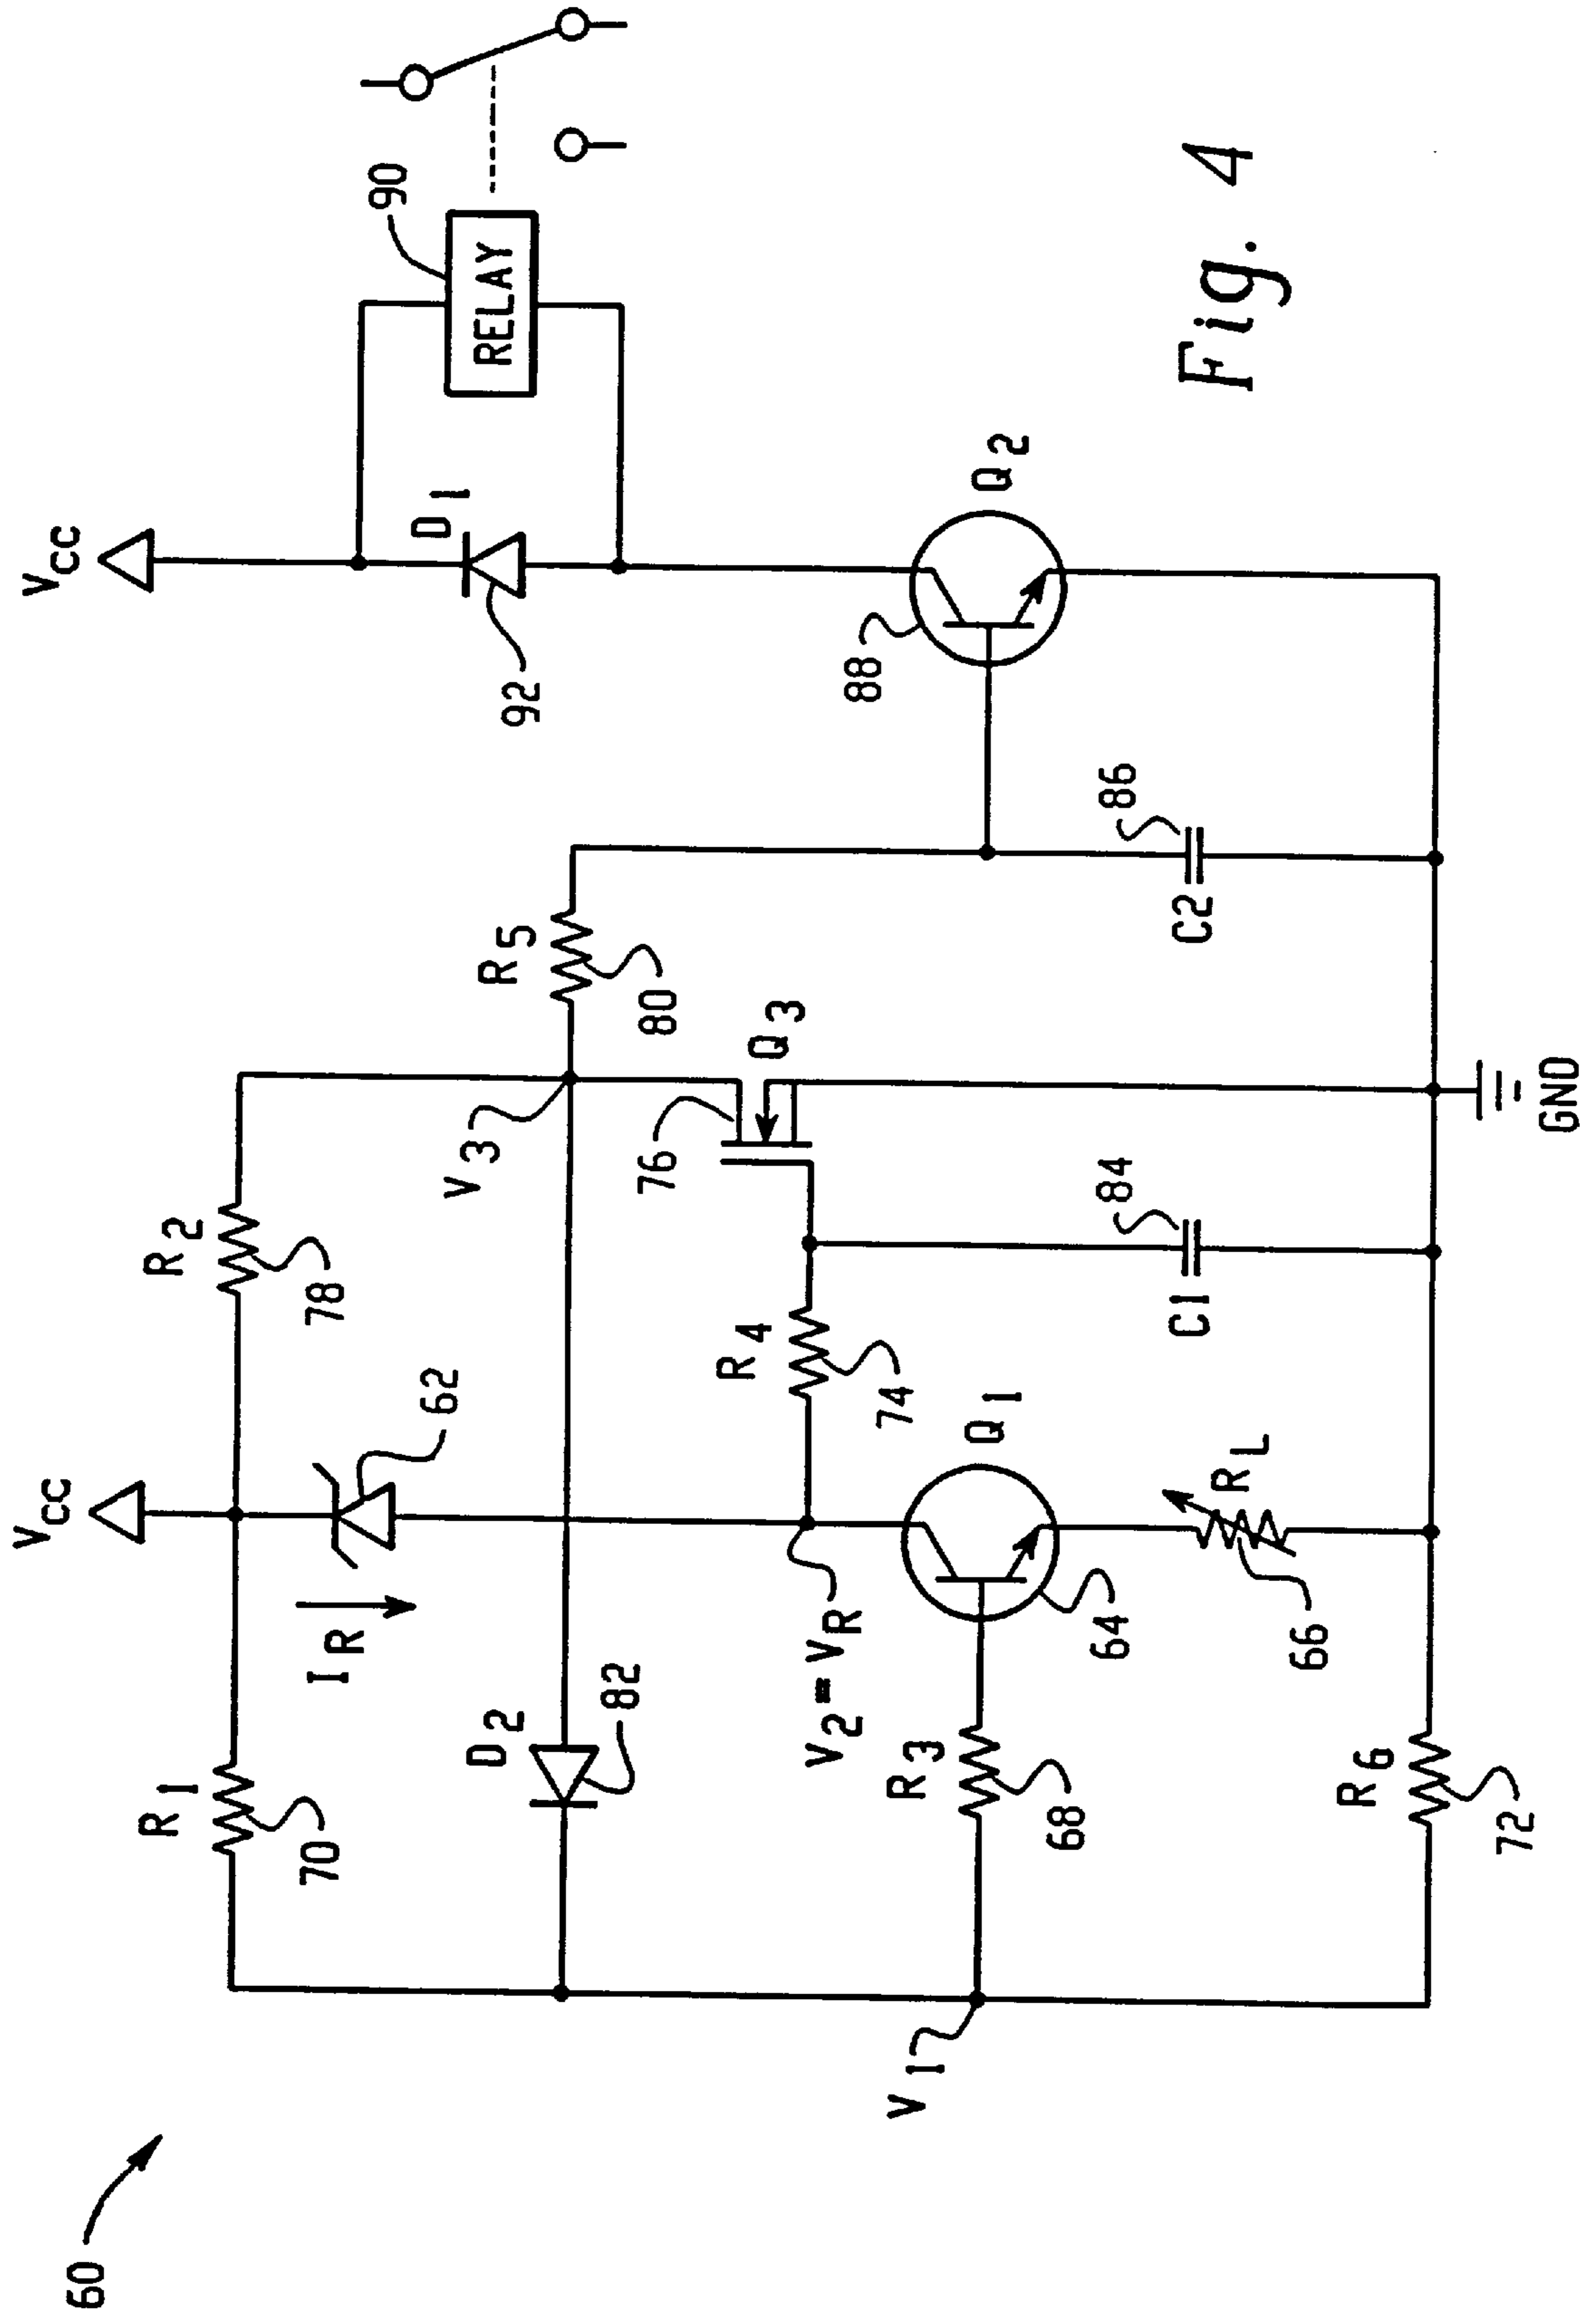 60
VCC
VCC
R1
70
IR
62
R2
78
D2
82
V3
R5
80
V2 = VR
R4
74
76
Q3
V1
R3
68
64
Q1
66
RL
R6
72
C1
84
C2
86
GND
D1
92
RELAY
90
88
Q2
Fig. 4